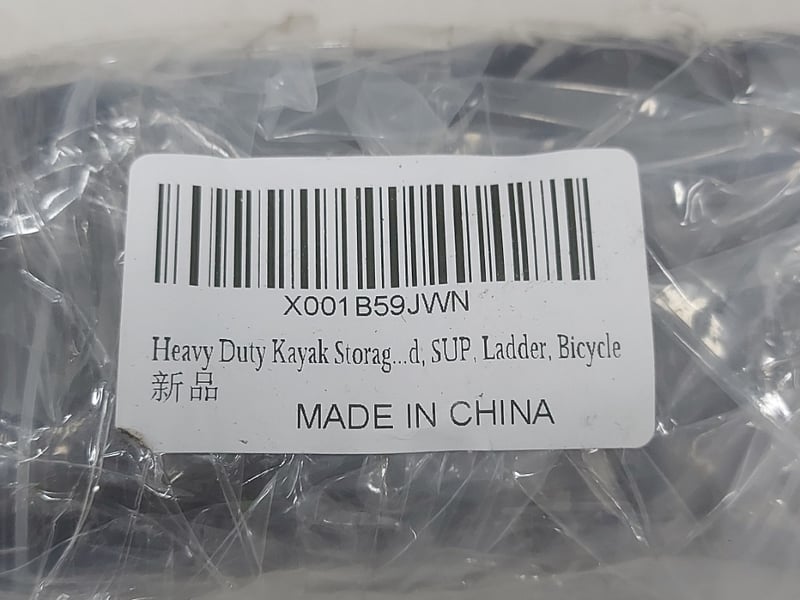 X001B59JWN
Heavy Duty Kayak Storag...d, SUP, Ladder, Bicycle
新品
MADE IN CHINA